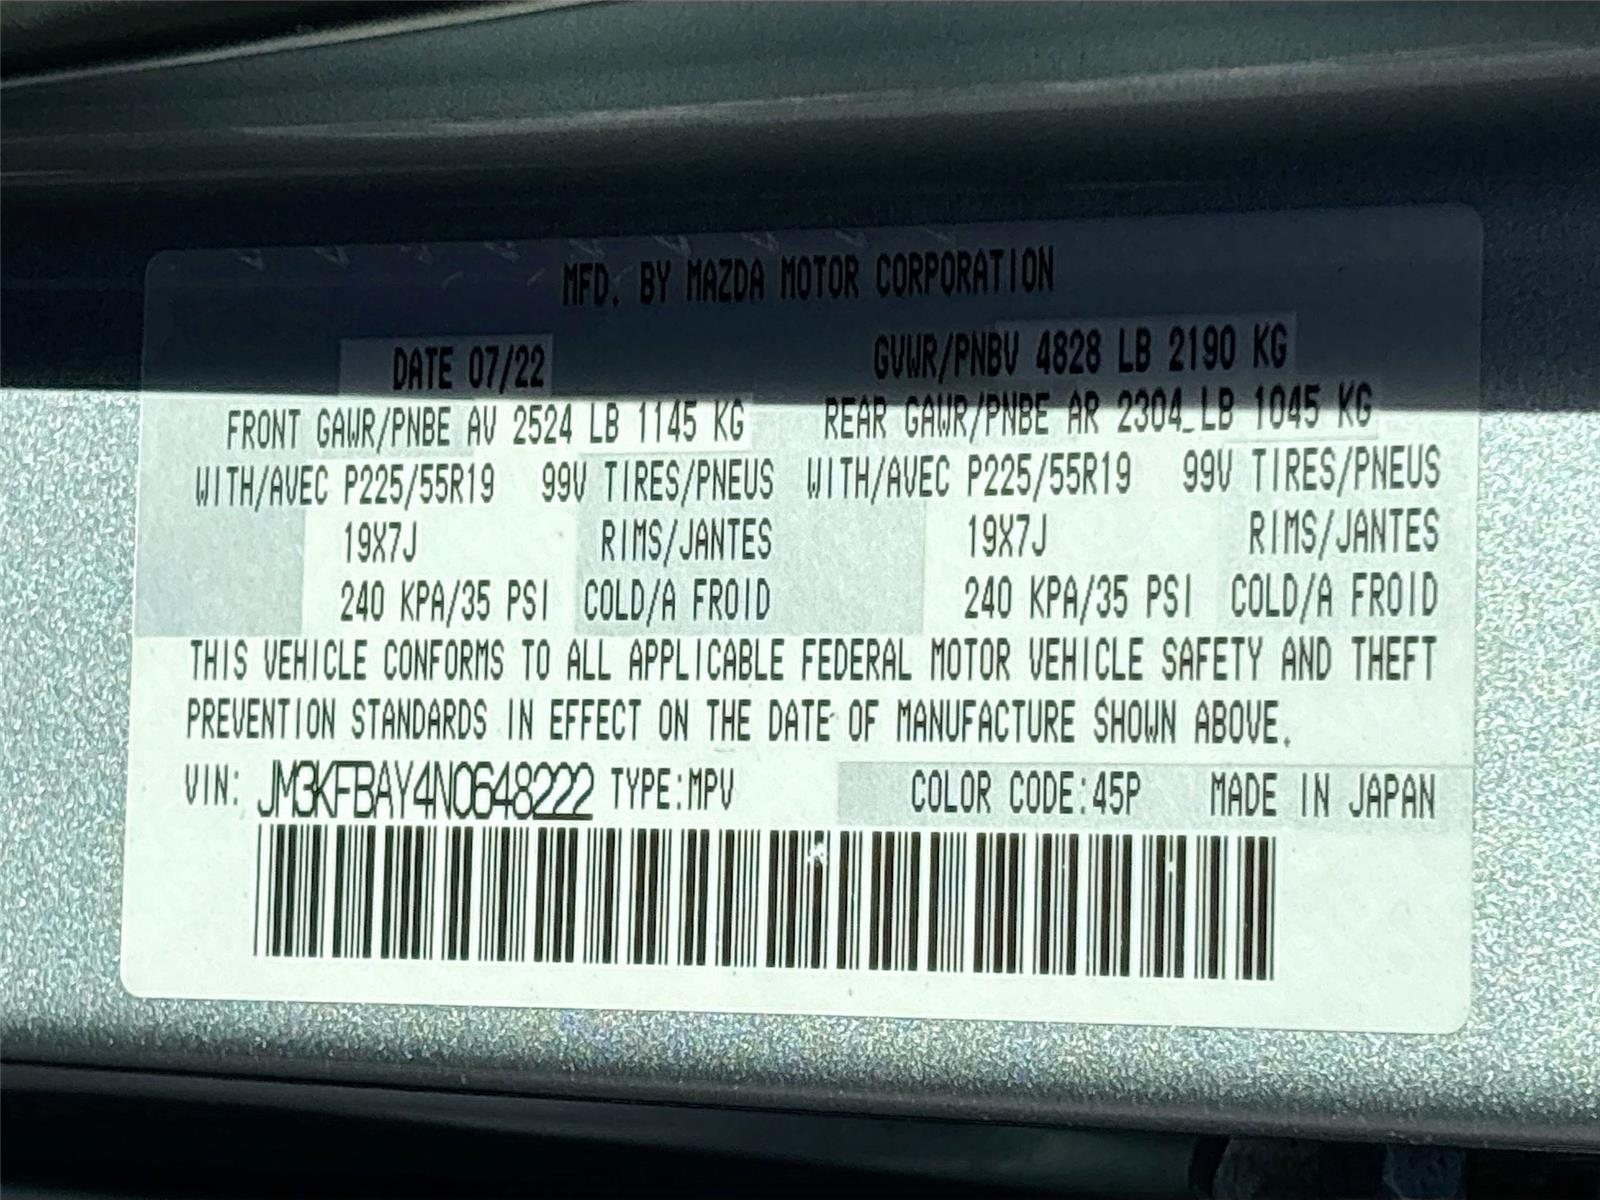 MFD. BY MAZDA MOTOR CORPORATION
DATE 07/22 GVWR/PNBV 4828 LB 2190 KG
FRONT GAWR/PNBE AV 2524 LB 1145 KG REAR GAWR/PNBE AR 2304 LB 1045 KG
WITH/AVEC P225/55R19 99V TIRES/PNEUS WITH/AVEC P225/55R19 99V TIRES/PNEUS
19X7J RIMS/JANTES 19X7J RIMS/JANTES
240 KPA/35 PSI COLD/A FROID 240 KPA/35 PSI COLD/A FROID
THIS VEHICLE CONFORMS TO ALL APPLICABLE FEDERAL MOTOR VEHICLE SAFETY AND THEFT
PREVENTION STANDARDS IN EFFECT ON THE DATE OF MANUFACTURE SHOWN ABOVE.
VIN: JM3KFBAY4N0648222 TYPE:MPV COLOR CODE:45P MADE IN JAPAN